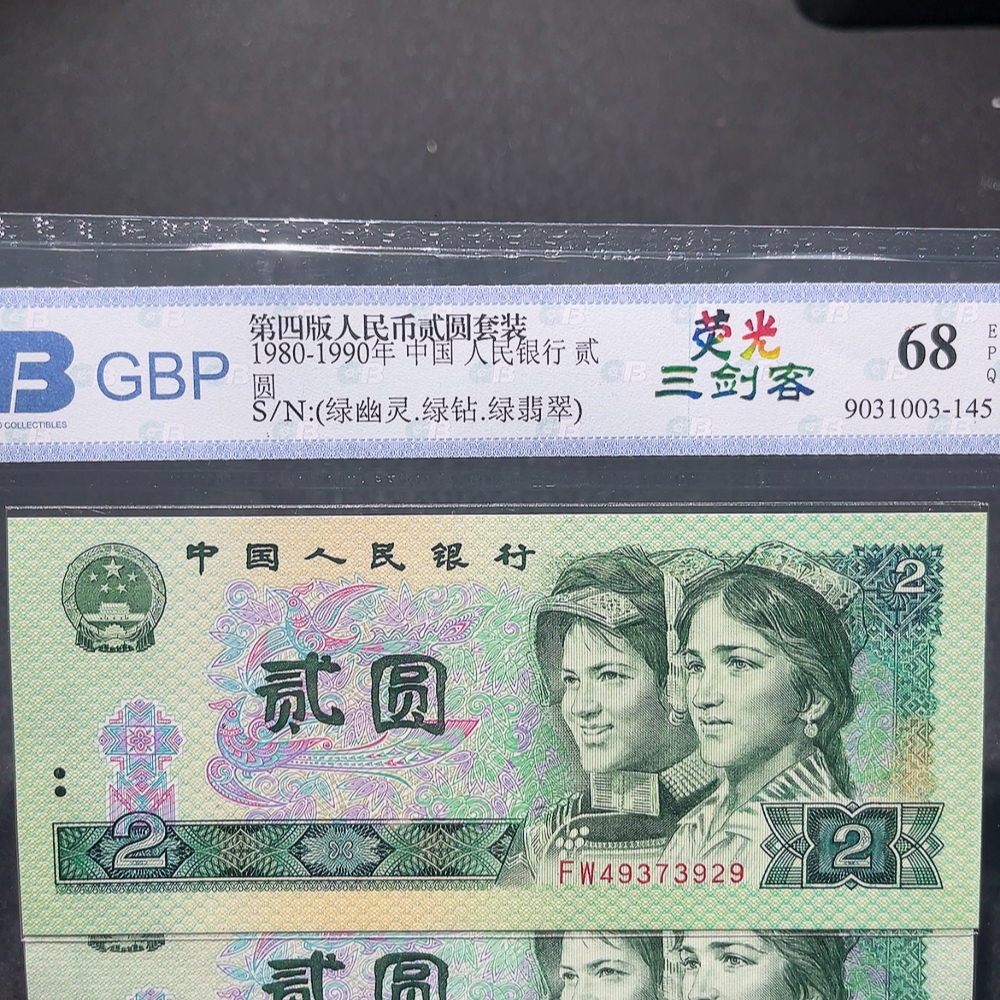 第四版人民币贰圆套装
1980-1990年 中国 人民银行 贰
圆
S/N:(绿幽灵.绿钻.绿翡翠)
B GBP
COLLECTIBLES
荧光
三剑客
68
E
P
Q
9031003-145
中国人民银行
2
贰圆
2
2
FW49373929
贰圆